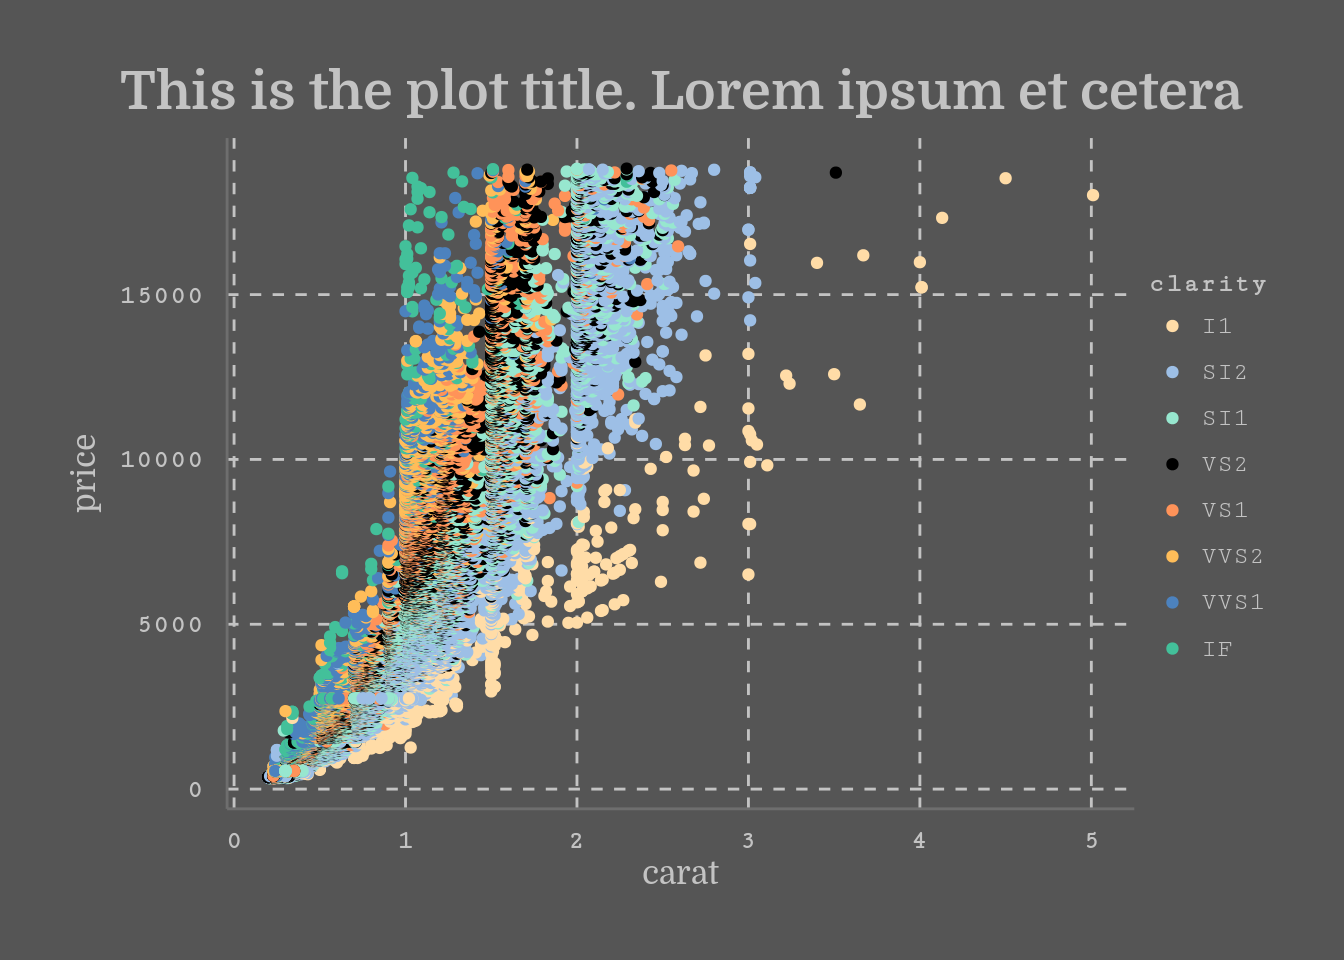 This is the plot title. Lorem ipsum et cetera
price
15000
10000
5000
0
0 1 2 3 4 5
carat
clarity
I1
SI2
SI1
VS2
VS1
VVS2
VVS1
IF